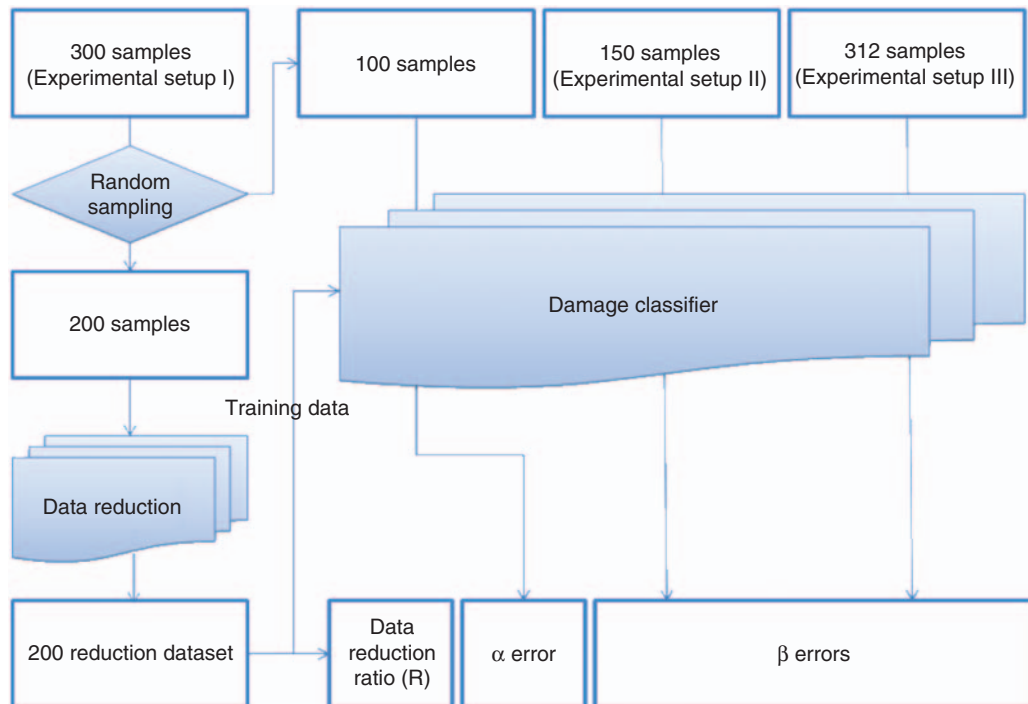 300 samples
(Experimental setup I)
100 samples
150 samples
(Experimental setup II)
312 samples
(Experimental setup III)
Random
sampling
200 samples
Damage classifier
Training data
Data reduction
200 reduction dataset
Data
reduction
ratio (R)
α error
β errors